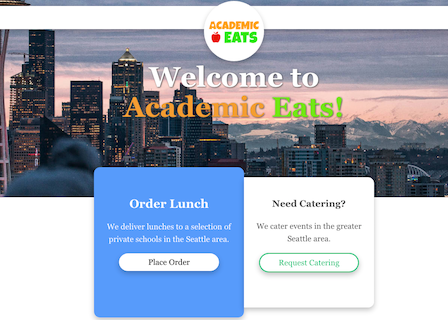 ACADEMIC
EATS
Welcome to
Academic Eats!
Order Lunch
We deliver lunches to a selection of
private schools in the Seattle area.
Place Order
Need Catering?
We cater events in the greater
Seattle area.
Request Catering